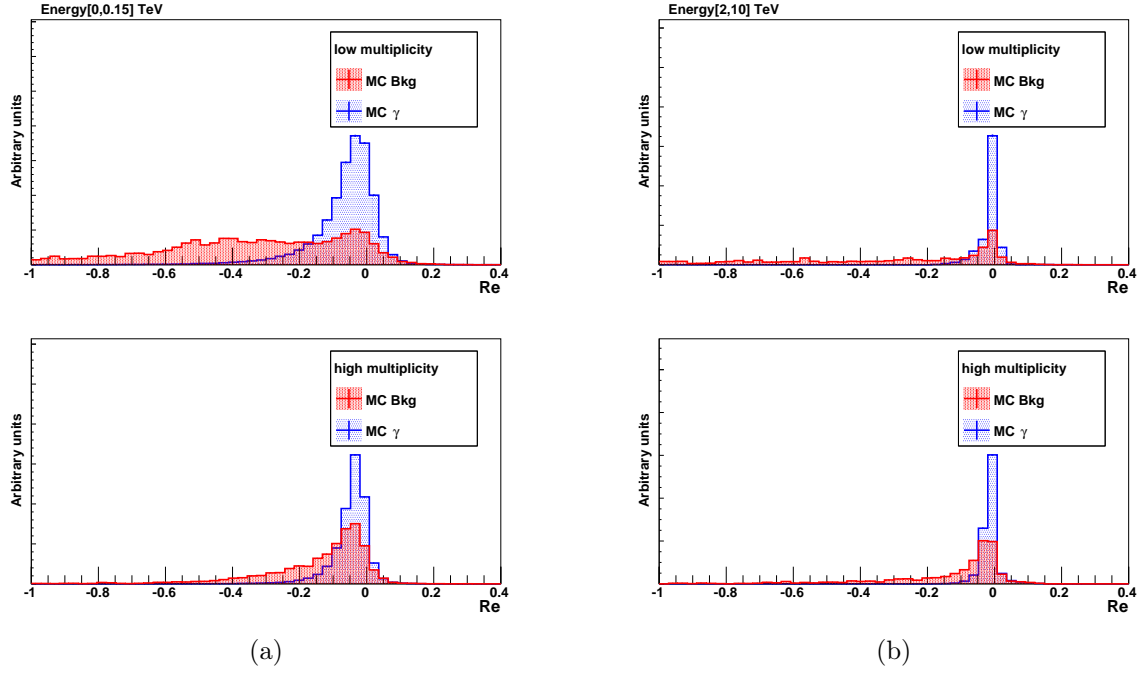 Energy[0,0.15] TeV
Arbitrary units
low multiplicity
MC Bkg
MC γ
-1 -0.8 -0.6 -0.4 -0.2 0 0.2 0.4
Re
Arbitrary units
high multiplicity
MC Bkg
MC γ
-1 -0.8 -0.6 -0.4 -0.2 0 0.2 0.4
Re
(a)
Energy[2,10] TeV
Arbitrary units
low multiplicity
MC Bkg
MC γ
-1 -0.8 -0.6 -0.4 -0.2 0 0.2 0.4
Re
Arbitrary units
high multiplicity
MC Bkg
MC γ
-1 -0.8 -0.6 -0.4 -0.2 0 0.2 0.4
Re
(b)